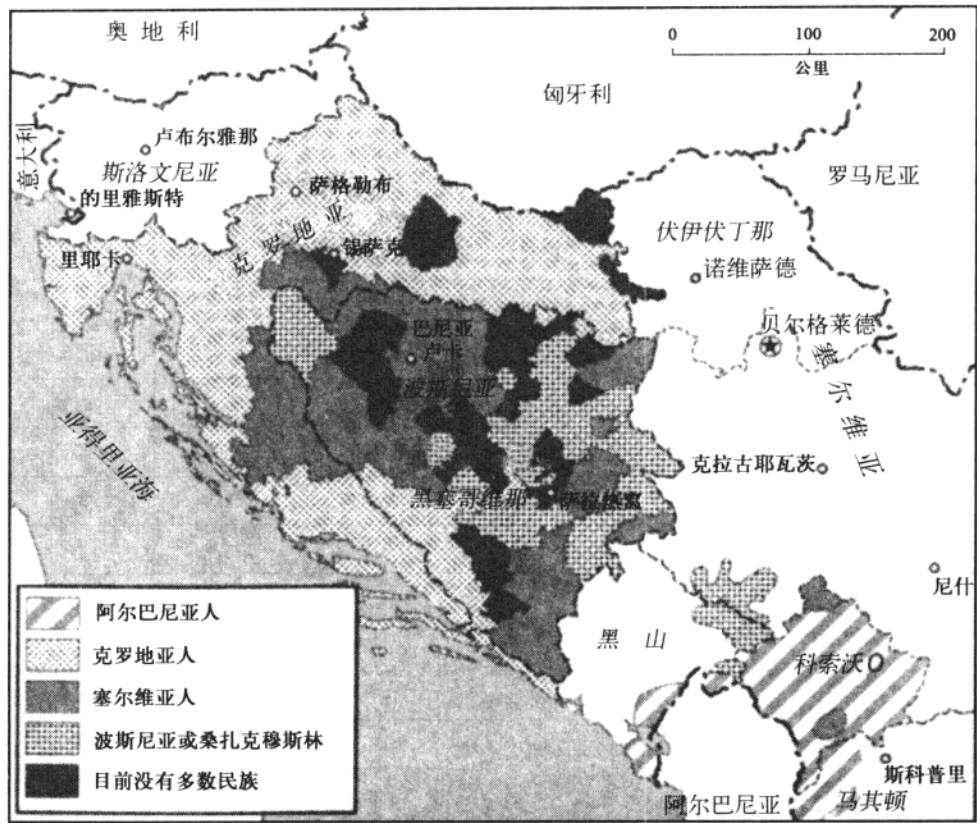 奥地利
0 100 200
公里
匈牙利
意大利
卢布尔雅那
斯洛文尼亚
的里雅斯特
萨格勒布
罗马尼亚
克罗地亚
锡萨克
里耶卡
伏伊伏丁那
诺维萨德
贝尔格莱德
塞尔维亚
巴尼亚
卢卡
波斯尼亚
亚得里亚海
克拉古耶瓦茨
黑塞哥维那
萨拉热窝
尼什
黑山
科索沃
斯科普里
阿尔巴尼亚
马其顿
阿尔巴尼亚人
克罗地亚人
塞尔维亚人
波斯尼亚或桑扎克穆斯林
目前没有多数民族